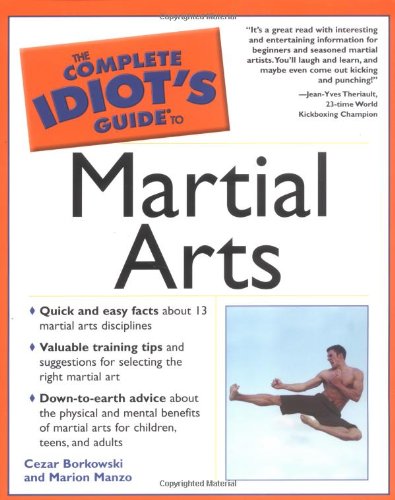 Copyrighted Material
THE
COMPLETE
IDIOT'S
GUIDE® TO
"It's a great read with interesting
and entertaining information for
beginners and seasoned martial
artists. You'll laugh and learn, and
maybe even come out kicking
and punching!"
—Jean-Yves Theriault,
23-time World
Kickboxing Champion
Martial
Arts
Quick and easy facts about 13
martial arts disciplines
Valuable training tips and
suggestions for selecting the
right martial art
Down-to-earth advice about
the physical and mental benefits
of martial arts for children,
teens, and adults
Cezar Borkowski
and Marion Manzo
Copyrighted Material